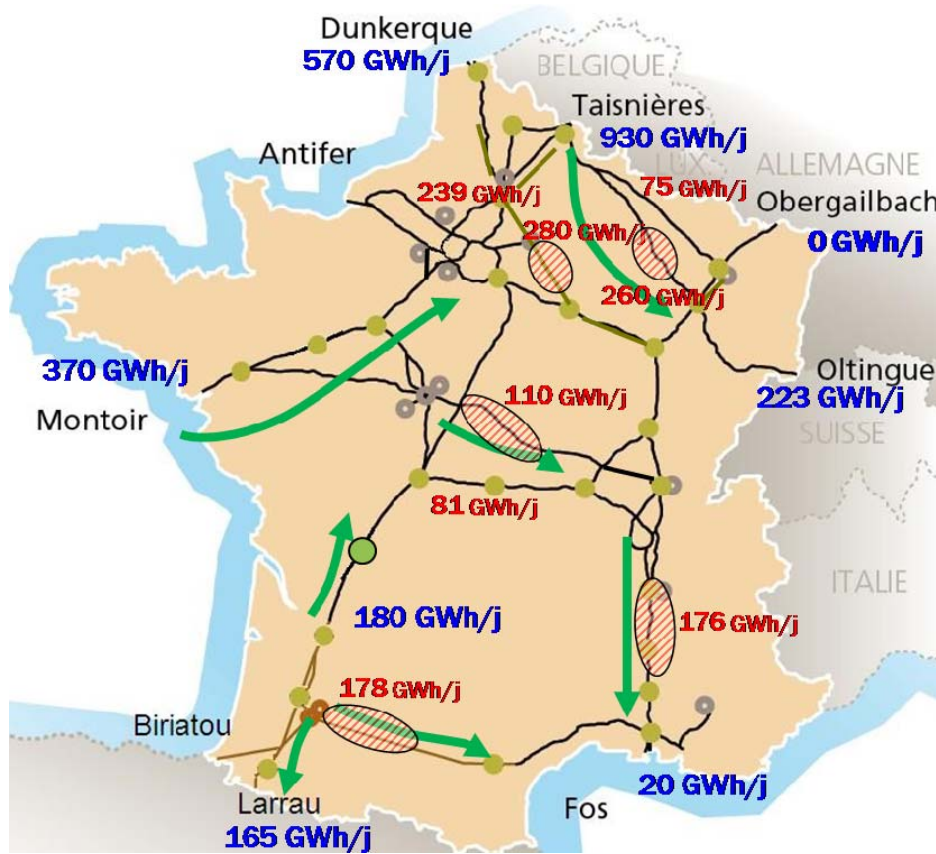 Dunkerque
570 GWh/j
BELGIQUE
Taisnières
930 GWh/j
Antifer
LUX
ALLEMAGNE
239 GWh/j
75 GWh/j
Obergailbach
280 GWh/j
0 GWh/j
260 GWh/j
370 GWh/j
Montoir
110 GWh/j
Oltingue
223 GWh/j
SUISSE
81 GWh/j
ITALIE
180 GWh/j
176 GWh/j
178 GWh/j
Biriatou
Larrau
165 GWh/j
Fos
20 GWh/j